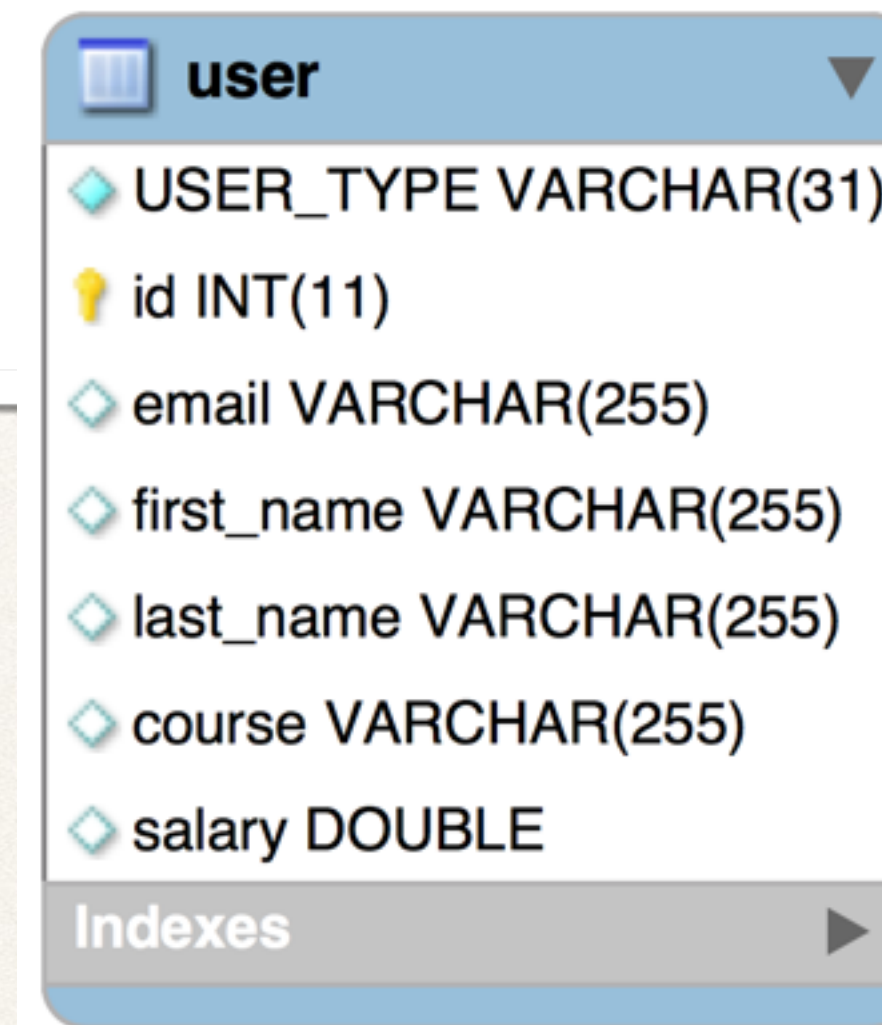 user
USER_TYPE VARCHAR(31)
id INT(11)
email VARCHAR(255)
first_name VARCHAR(255)
last_name VARCHAR(255)
course VARCHAR(255)
salary DOUBLE
Indexes